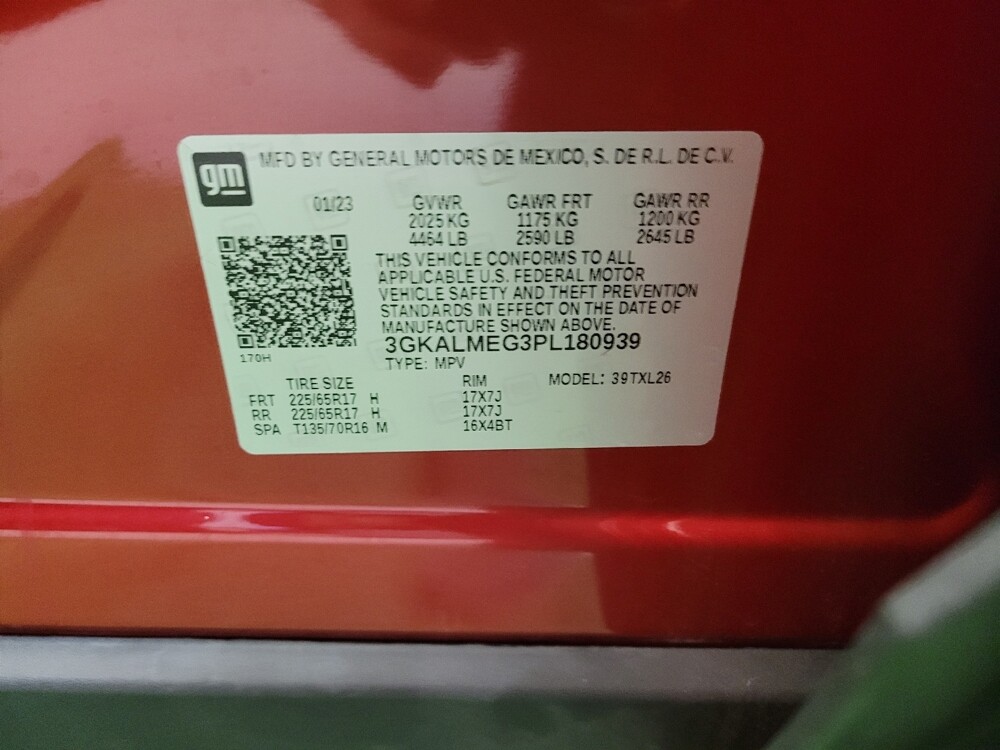 gm
MFD BY GENERAL MOTORS DE MEXICO, S. DE R.L. DE C.V.
01/23 GVWR GAWR FRT GAWR RR
2025 KG 1175 KG 1200 KG
4464 LB 2590 LB 2645 LB
THIS VEHICLE CONFORMS TO ALL
APPLICABLE U.S. FEDERAL MOTOR
VEHICLE SAFETY AND THEFT PREVENTION
STANDARDS IN EFFECT ON THE DATE OF
MANUFACTURE SHOWN ABOVE.
3GKALMEG3PL180939
170H
TYPE: MPV
TIRE SIZE RIM MODEL: 39TXL26
FRT 225/65R17 H 17X7J
RR 225/65R17 H 17X7J
SPA T135/70R16 M 16X4BT